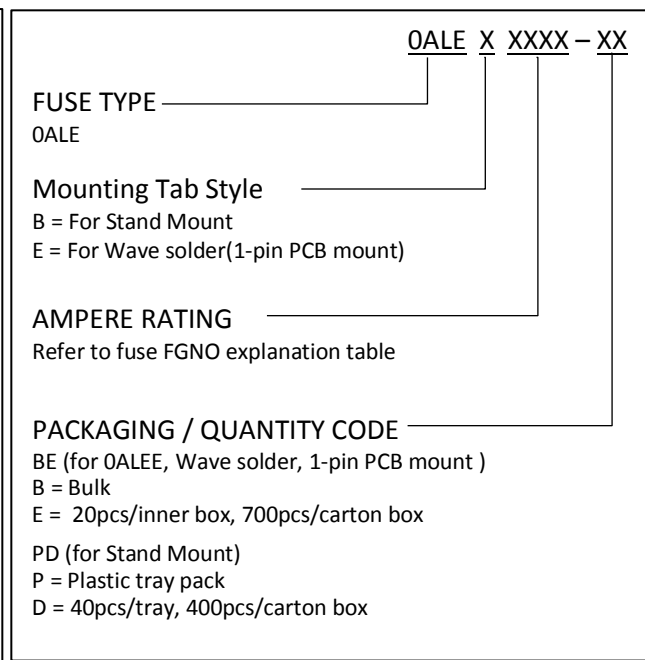 0ALE X XXXX – XX
FUSE TYPE
0ALE
Mounting Tab Style
B = For Stand Mount
E = For Wave solder(1-pin PCB mount)
AMPERE RATING
Refer to fuse FGNO explanation table
PACKAGING / QUANTITY CODE
BE (for 0ALEE, Wave solder, 1-pin PCB mount )
B = Bulk
E =  20pcs/inner box, 700pcs/carton box
PD (for Stand Mount)
P = Plastic tray pack
D = 40pcs/tray, 400pcs/carton box